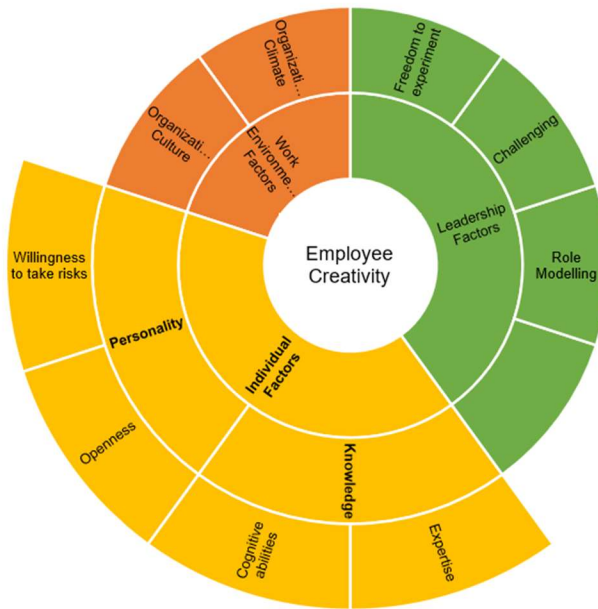 Employee
Creativity
Leadership
Factors
Freedom to
experiment
Challenging
Role
Modelling
Individual
Factors
Knowledge
Expertise
Cognitive
abilities
Personality
Openness
Willingness
to take risks
Work
Environme…
Factors
Organizati…
Culture
Organizati…
Climate